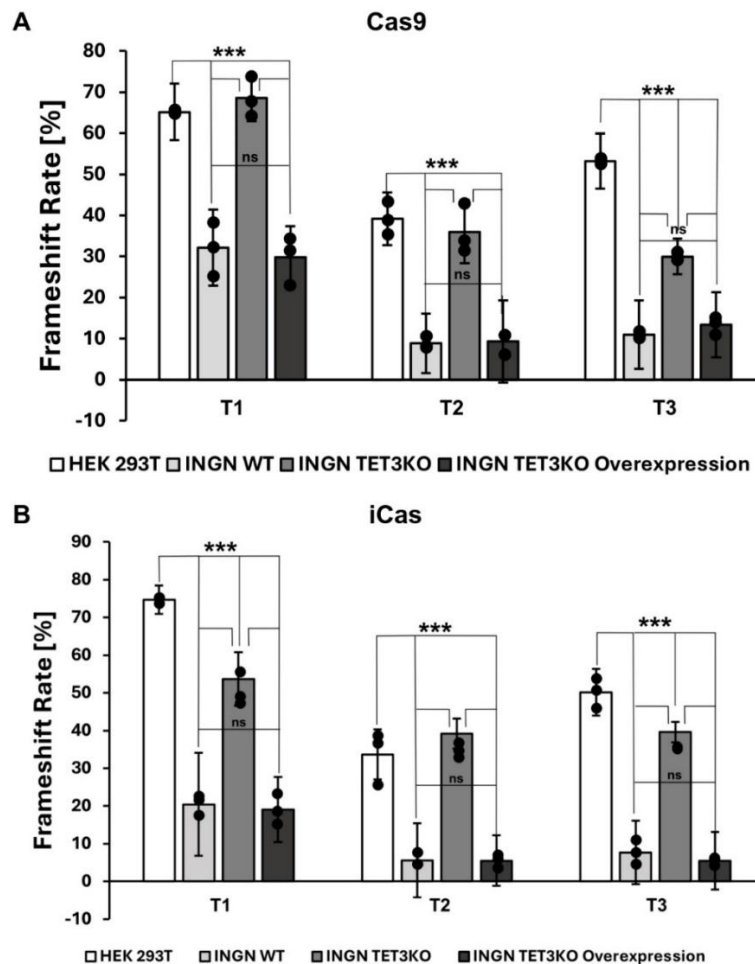 A Cas9
Frameshift Rate [%]
80
70
60
50
40
30
20
10
0
-10
***
ns
***
ns
***
ns
T1 T2 T3
HEK 293T INGN WT INGN TET3KO INGN TET3KO Overexpression
B iCas
Frameshift Rate [%]
90
80
70
60
50
40
30
20
10
0
-10
***
ns
***
ns
***
ns
T1 T2 T3
HEK 293T INGN WT INGN TET3KO INGN TET3KO Overexpression